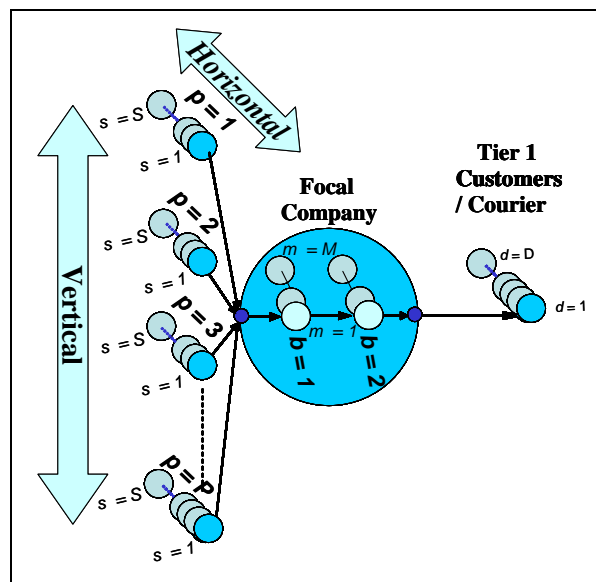 Horizontal
Vertical
s = S
p = 1
s = 1
s = S
p = 2
s = 1
s = S
p = 3
s = 1
s = S
p = P
s = 1
Focal
Company
m = M
m = 1
b = 1
b = 2
Tier 1
Customers
/ Courier
d = D
d = 1